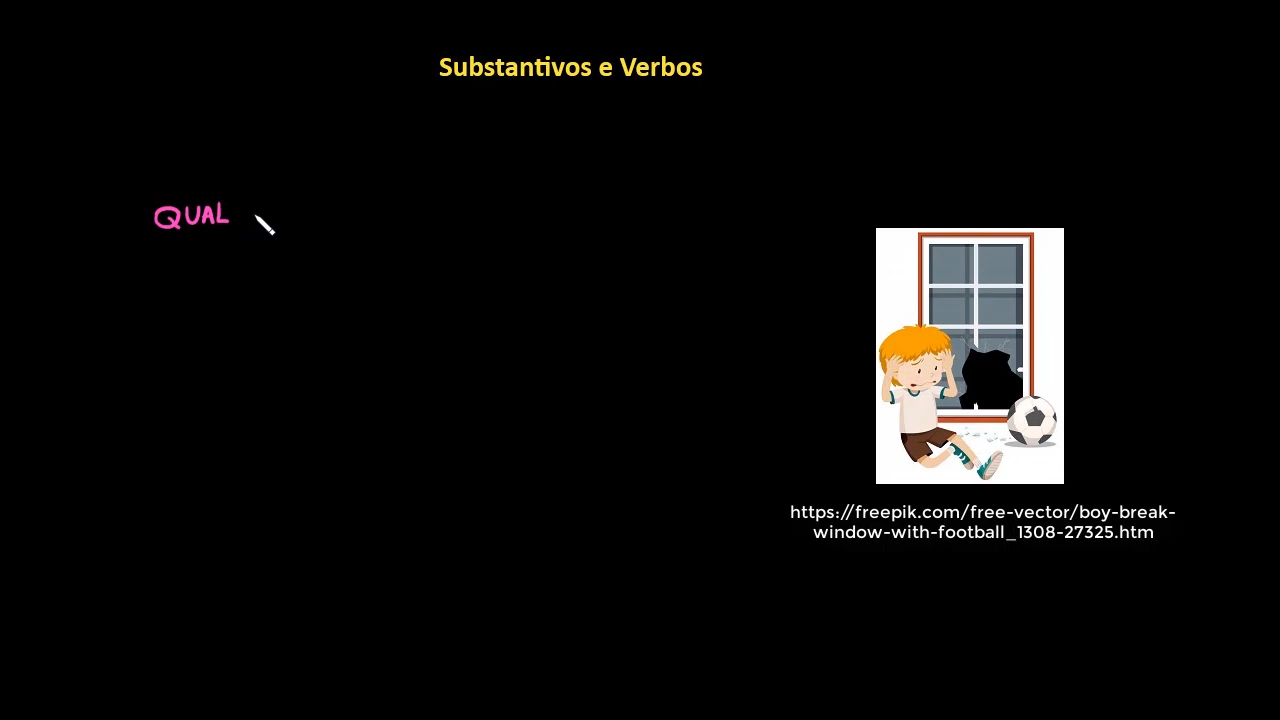 Substantivos e Verbos
QUAL
https://freepik.com/free-vector/boy-break-
window-with-football_1308-27325.htm